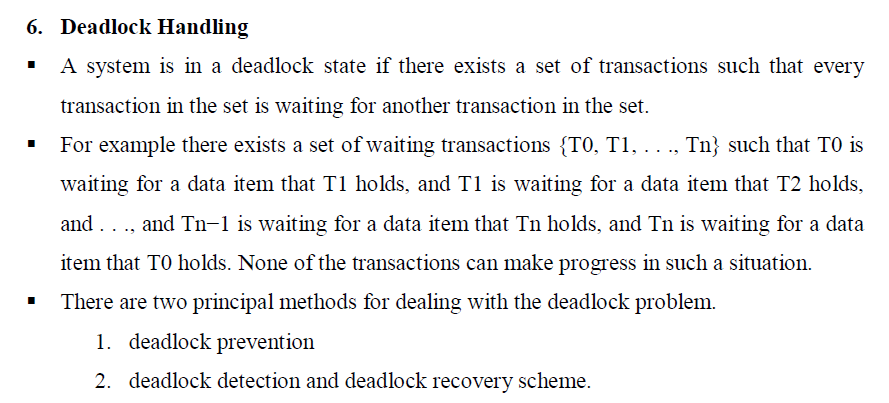 6. Deadlock Handling
▪ A system is in a deadlock state if there exists a set of transactions such that every
transaction in the set is waiting for another transaction in the set.
▪ For example there exists a set of waiting transactions {T0, T1, . . ., Tn} such that T0 is
waiting for a data item that T1 holds, and T1 is waiting for a data item that T2 holds,
and . . ., and Tn−1 is waiting for a data item that Tn holds, and Tn is waiting for a data
item that T0 holds. None of the transactions can make progress in such a situation.
▪ There are two principal methods for dealing with the deadlock problem.
1. deadlock prevention
2. deadlock detection and deadlock recovery scheme.